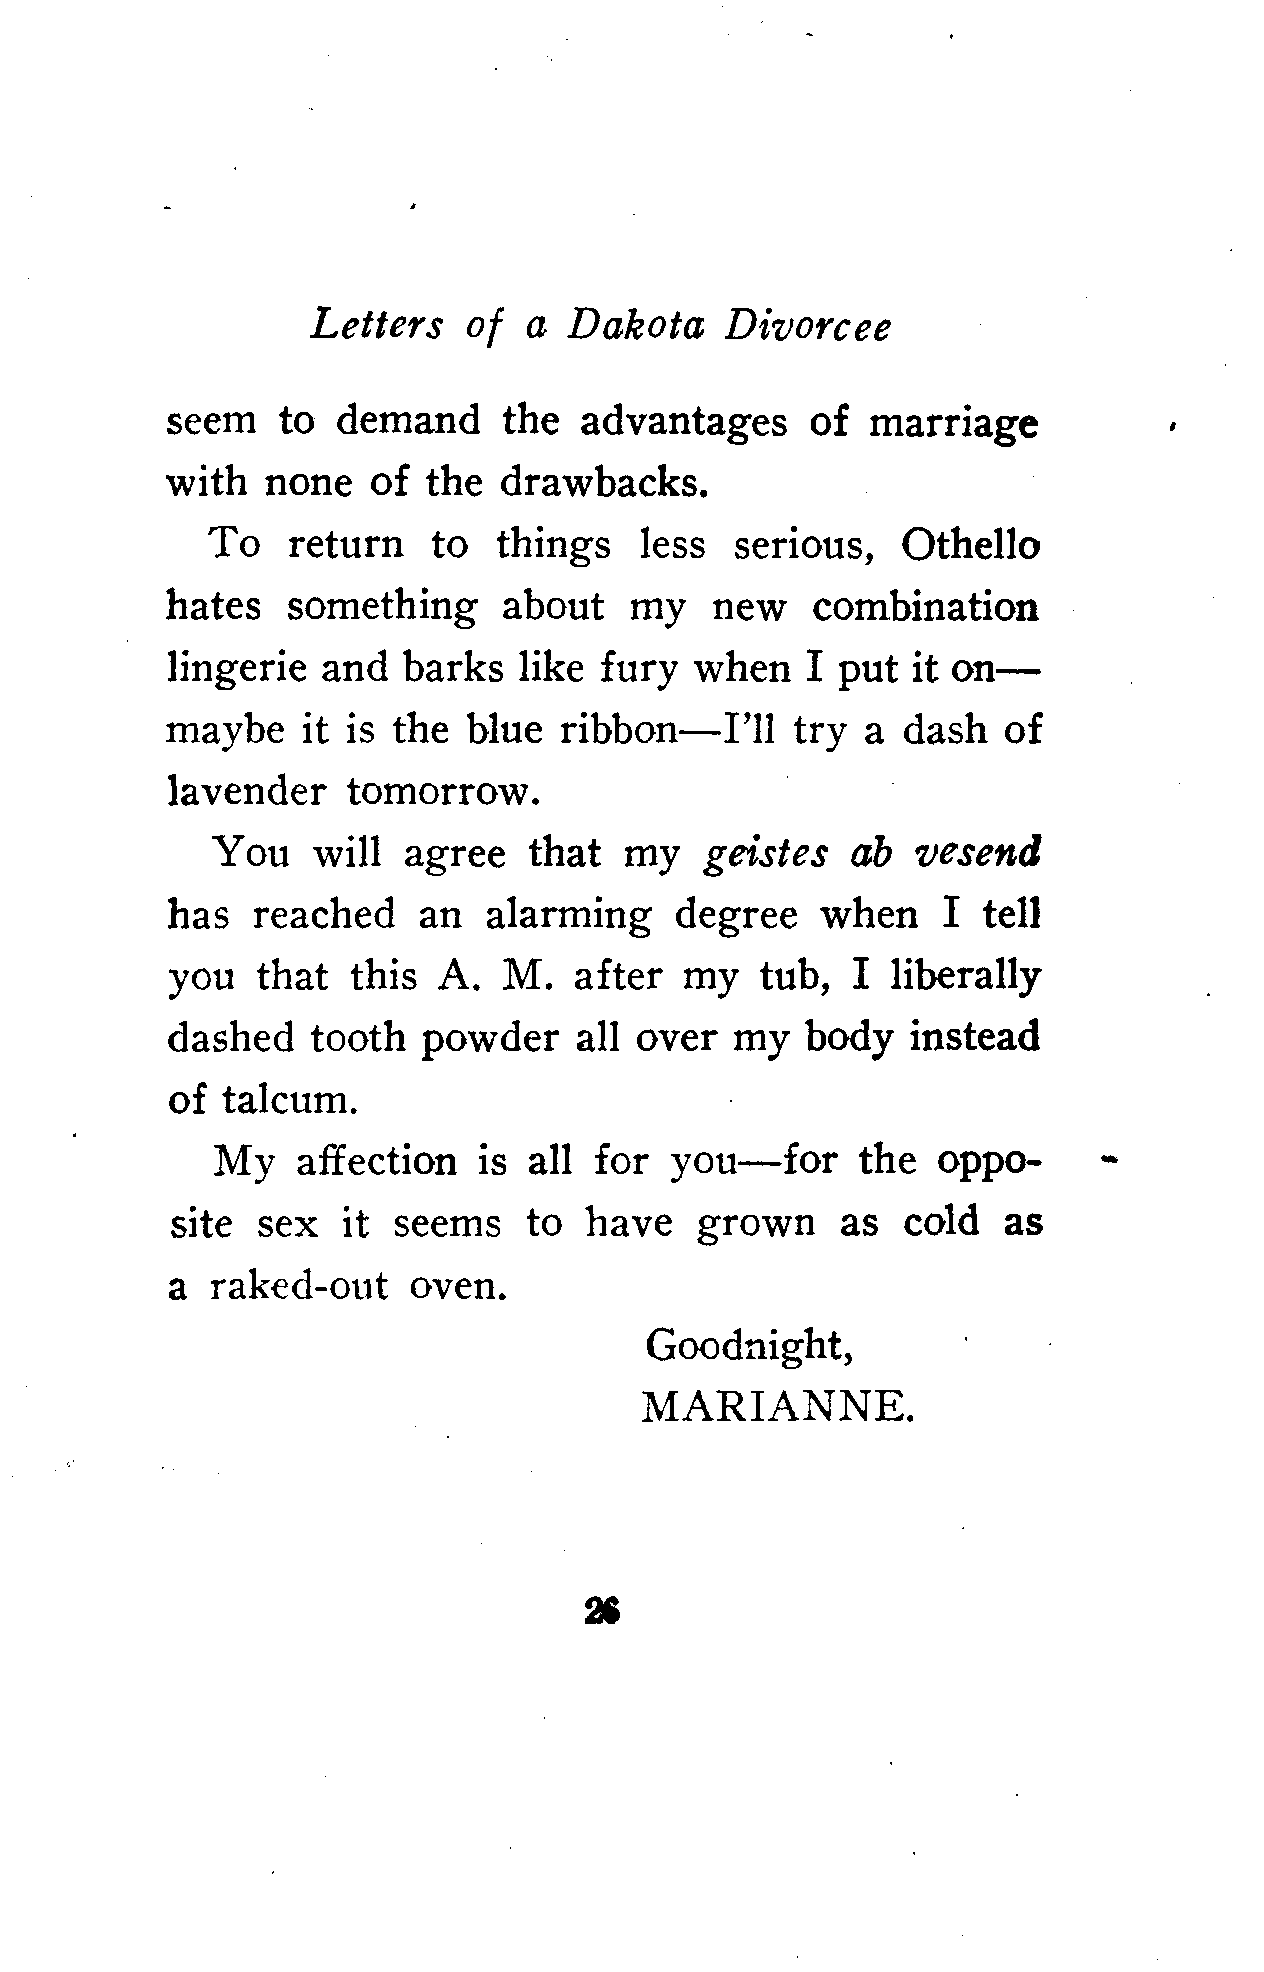 Letters of a Dakota Divorcee
seem to demand the advantages of marriage
with none of the drawbacks.
To return to things less serious, Othello
hates something about my new combination
lingerie and barks like fury when I put it on—
maybe it is the blue ribbon—I'll try a dash of
lavender tomorrow.
You will agree that my geistes ab vesend
has reached an alarming degree when I tell
you that this A. M. after my tub, I liberally
dashed tooth powder all over my body instead
of talcum.
My affection is all for you—for the oppo-
site sex it seems to have grown as cold as
a raked-out oven.
Goodnight,
MARIANNE.
26